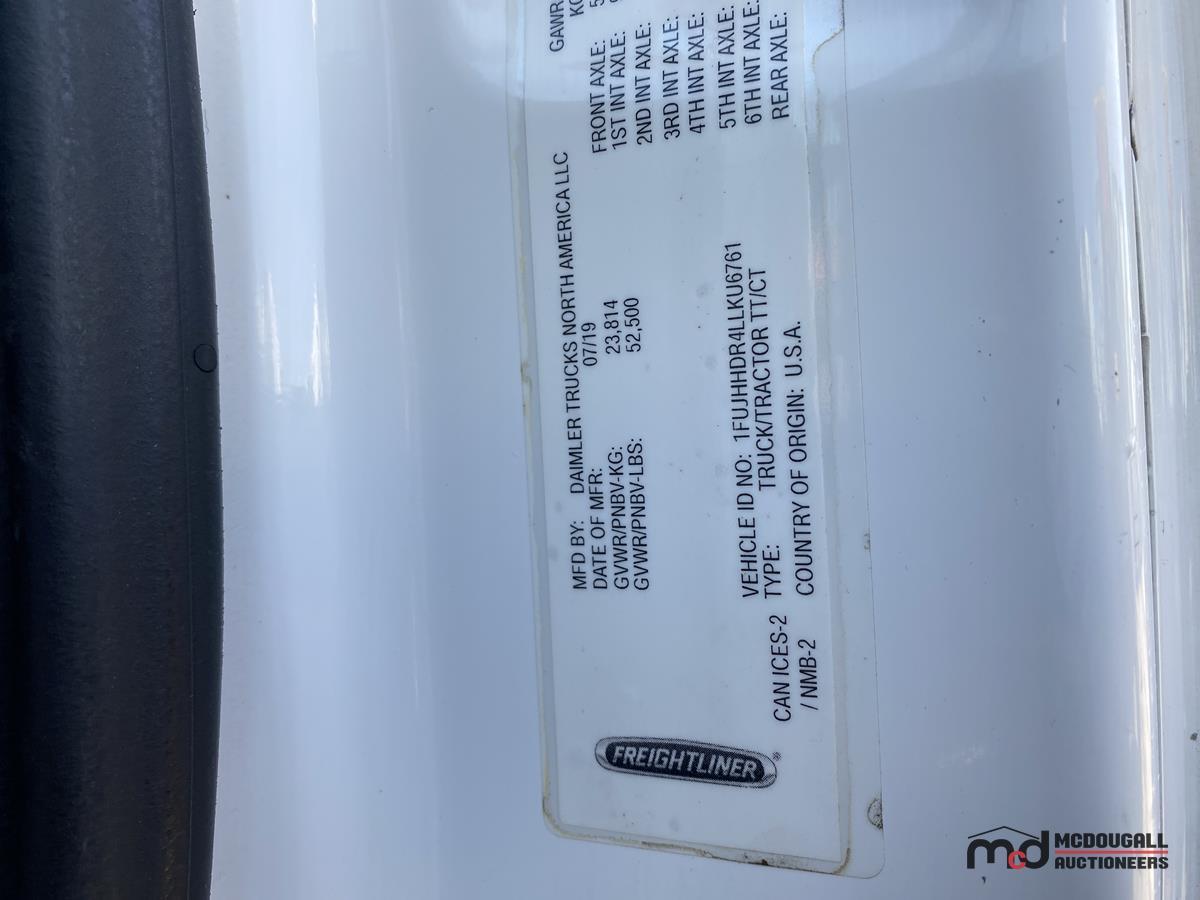 MFD BY: DAIMLER TRUCKS NORTH AMERICA LLC
DATE OF MFR: 07/19
GVWR/PNBV-KG: 23,814
GVWR/PNBV-LBS: 52,500
GAWR
FRONT AXLE:
1ST INT AXLE:
2ND INT AXLE:
3RD INT AXLE:
4TH INT AXLE:
5TH INT AXLE:
6TH INT AXLE:
REAR AXLE:
VEHICLE ID NO: 1FUJHHDR4LLKU6761
TYPE: TRUCK/TRACTOR TT/CT
COUNTRY OF ORIGIN: U.S.A.
CAN ICES-2
/ NMB-2
FREIGHTLINER®
mcd MCDOUGALL
AUCTIONEERS